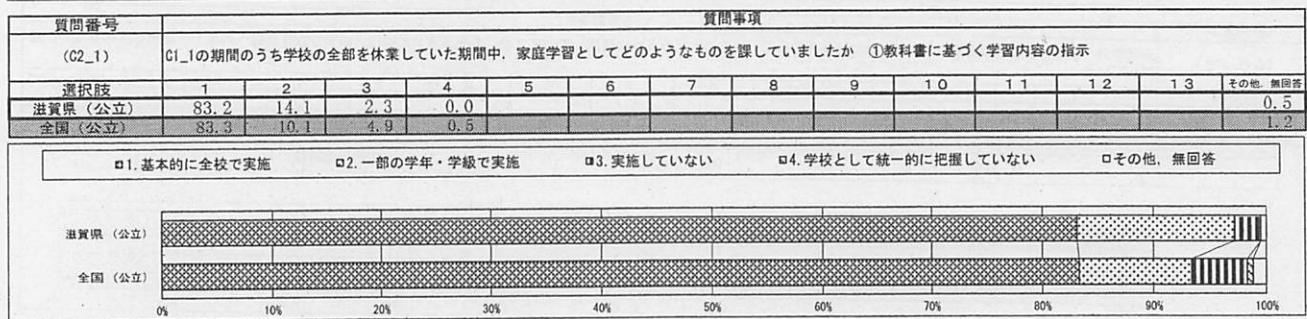 質問番号 質問事項
(C2_1) C1_1の期間のうち学校の全部を休業していた期間中，家庭学習としてどのようなものを課していましたか ①教科書に基づく学習内容の指示
選択肢 1 2 3 4 5 6 7 8 9 10 11 12 13 その他，無回答
滋賀県（公立） 83.2 14.1 2.3 0.0 0.5
全国（公立） 83.3 10.1 4.9 0.5 1.2
1.基本的に全校で実施 2.一部の学年・学級で実施 3.実施していない 4.学校として統一的に把握していない その他，無回答
滋賀県（公立）
全国（公立）
0% 10% 20% 30% 40% 50% 60% 70% 80% 90% 100%